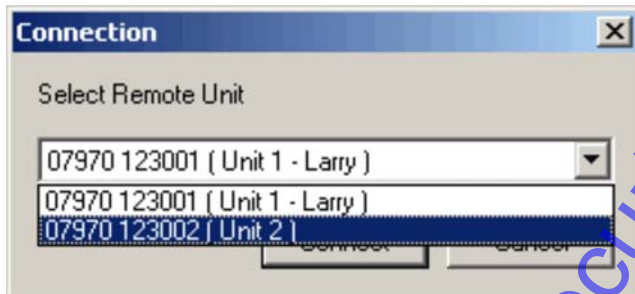 Connection
Select Remote Unit
07970 123001 ( Unit 1 - Larry )
07970 123001 ( Unit 1 - Larry )
07970 123002 ( Unit 2 )